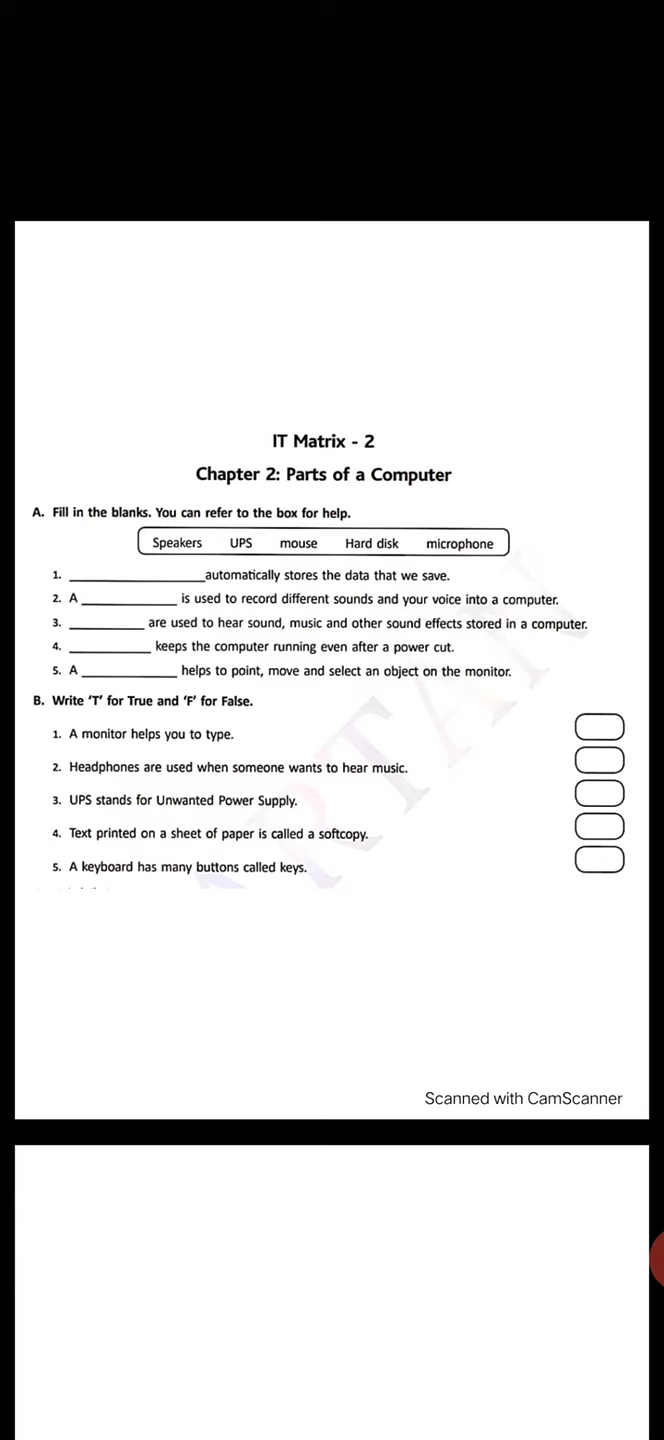 IT Matrix - 2
Chapter 2: Parts of a Computer
A. Fill in the blanks. You can refer to the box for help.
Speakers UPS mouse Hard disk microphone
1. ____________________automatically stores the data that we save.
2. A ______________ is used to record different sounds and your voice into a computer.
3. ___________ are used to hear sound, music and other sound effects stored in a computer.
4. ____________ keeps the computer running even after a power cut.
5. A ______________ helps to point, move and select an object on the monitor.
B. Write ‘T’ for True and ‘F’ for False.
1. A monitor helps you to type.
2. Headphones are used when someone wants to hear music.
3. UPS stands for Unwanted Power Supply.
4. Text printed on a sheet of paper is called a softcopy.
5. A keyboard has many buttons called keys.
Scanned with CamScanner